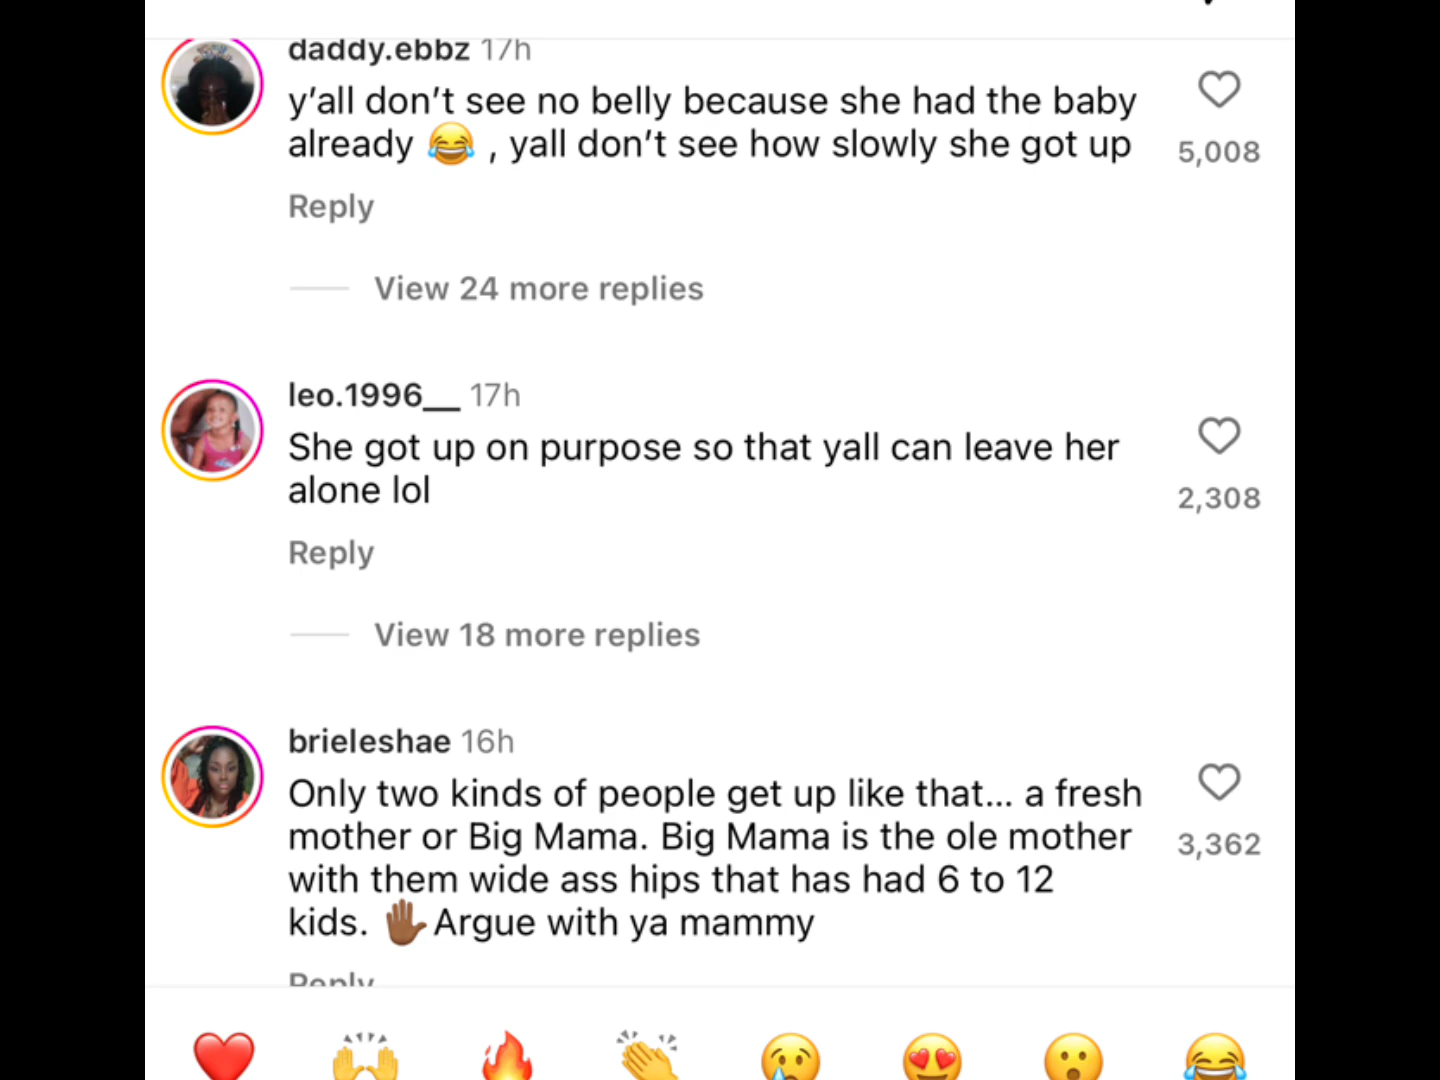 daddy.ebbz 17h
y’all don’t see no belly because she had the baby
already 😂 , yall don’t see how slowly she got up
5,008
Reply
View 24 more replies
leo.1996__ 17h
She got up on purpose so that yall can leave her
alone lol
2,308
Reply
View 18 more replies
brieleshae 16h
Only two kinds of people get up like that... a fresh
mother or Big Mama. Big Mama is the ole mother
with them wide ass hips that has had 6 to 12
kids. 🖐🏾Argue with ya mammy
3,362
Reply